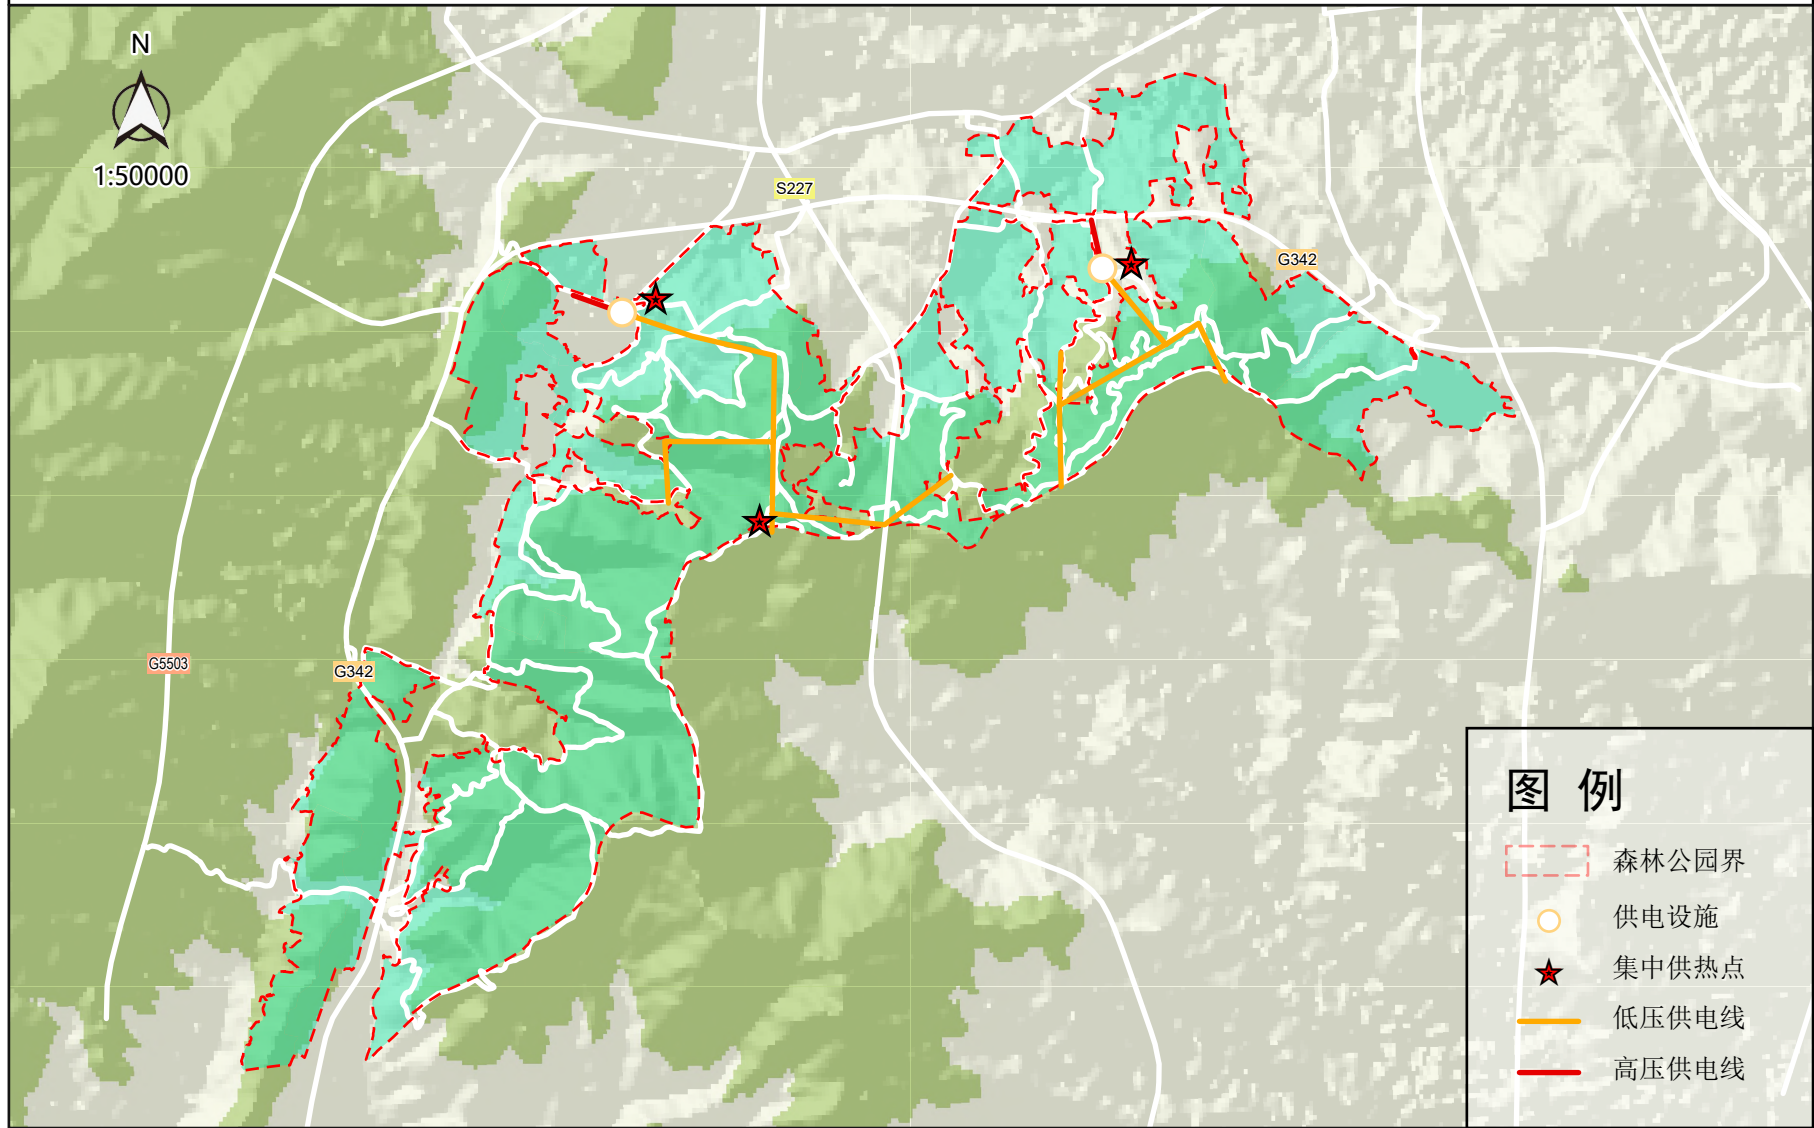 N
1:50000
S227
G342
G5503
G342
图 例
森林公园界
供电设施
集中供热点
低压供电线
高压供电线